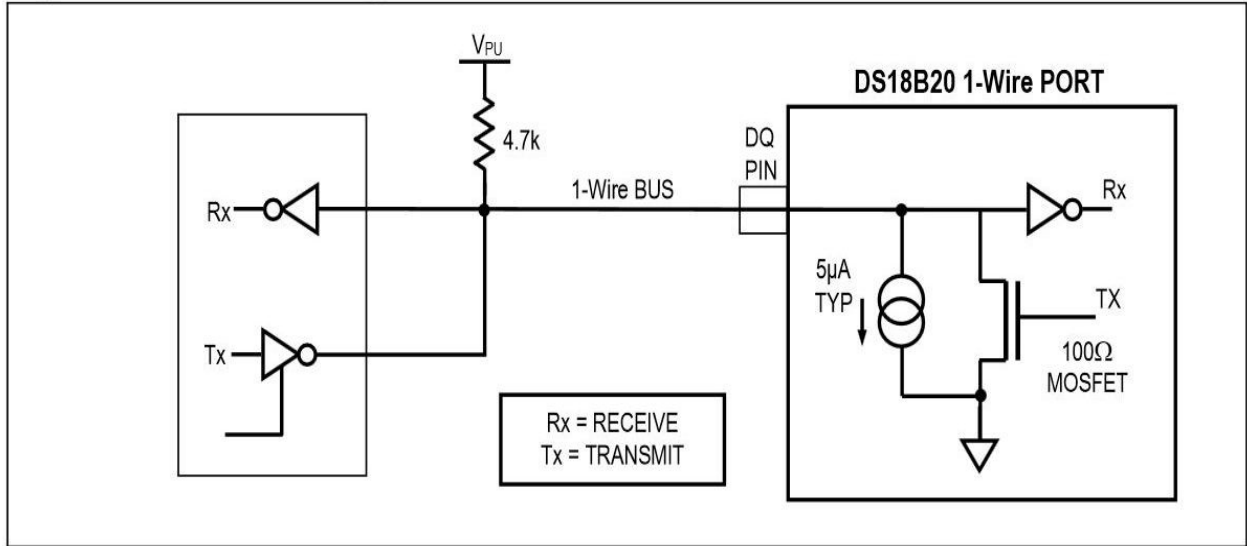 VPU
DS18B20 1-Wire PORT
4.7k
DQ
PIN
1-Wire BUS
Rx
Rx
5µA
TYP
TX
Tx
100Ω
MOSFET
Rx = RECEIVE
Tx = TRANSMIT